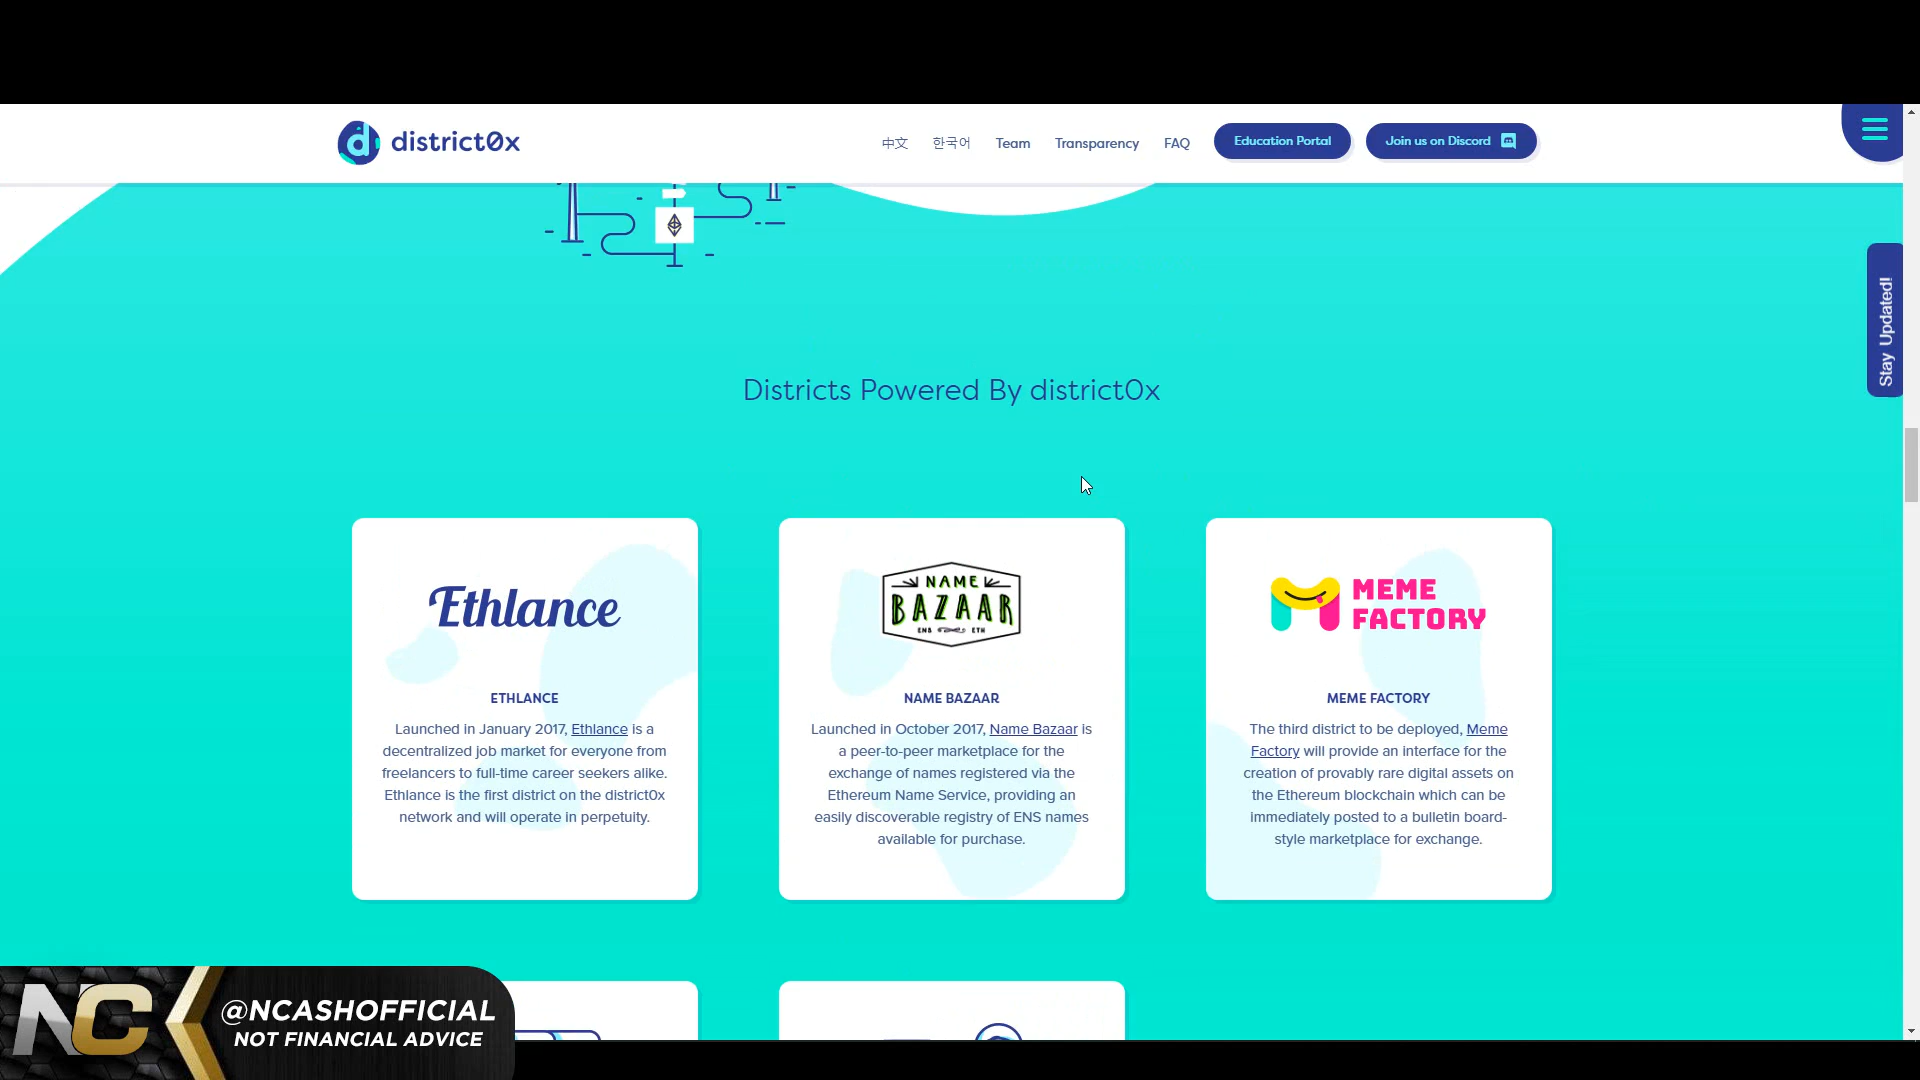 district0x
中文 한국어 Team Transparency FAQ Education Portal Join us on Discord
Stay Updated!
Districts Powered By district0x
Ethlance
ETHLANCE
Launched in January 2017, Ethlance is a
decentralized job market for everyone from
freelancers to full-time career seekers alike.
Ethlance is the first district on the district0x
network and will operate in perpetuity.
NAME
BAZAAR
ENS ETH
NAME BAZAAR
Launched in October 2017, Name Bazaar is
a peer-to-peer marketplace for the
exchange of names registered via the
Ethereum Name Service, providing an
easily discoverable registry of ENS names
available for purchase.
MEME
FACTORY
MEME FACTORY
The third district to be deployed, Meme
Factory will provide an interface for the
creation of provably rare digital assets on
the Ethereum blockchain which can be
immediately posted to a bulletin board-
style marketplace for exchange.
NC
@NCASHOFFICIAL
NOT FINANCIAL ADVICE